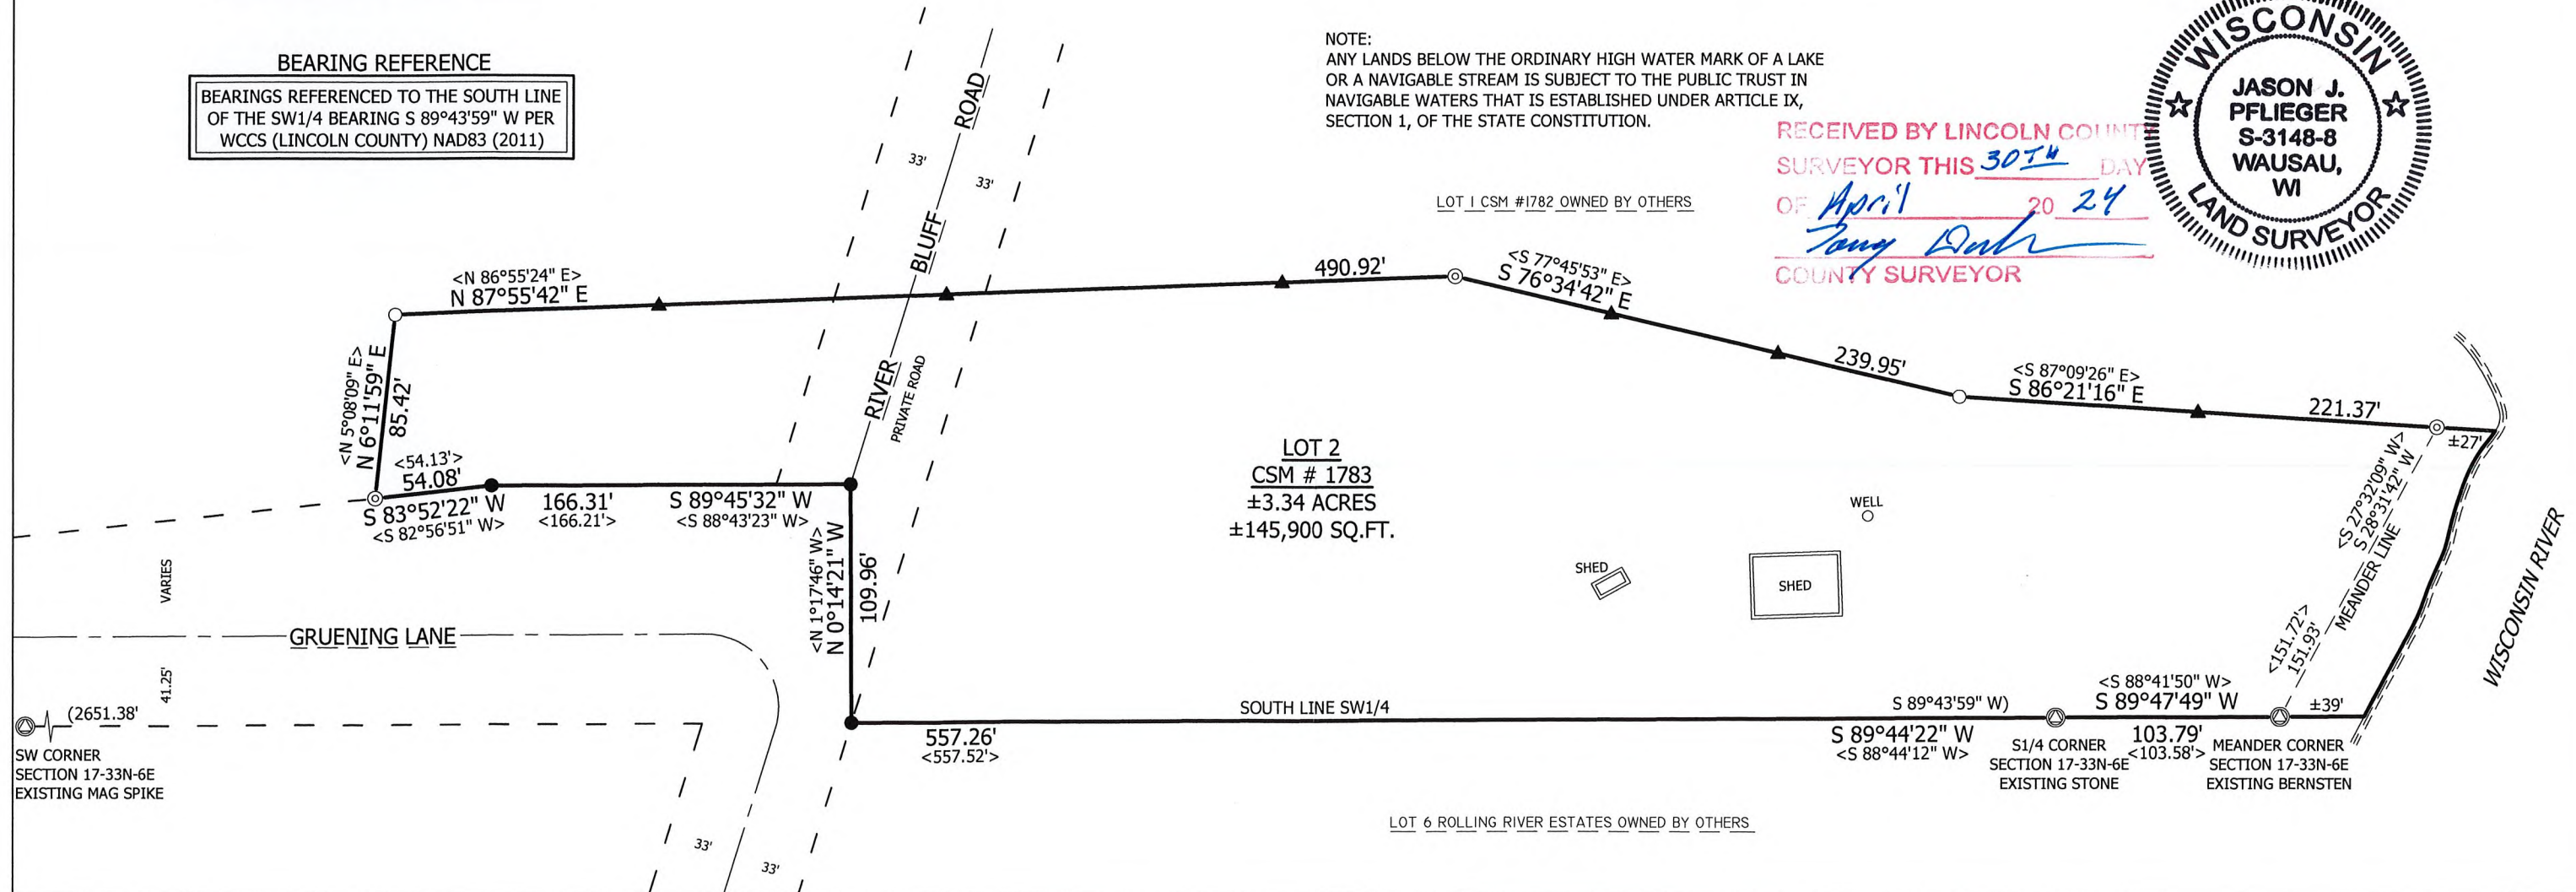 BEARING REFERENCE
BEARINGS REFERENCED TO THE SOUTH LINE
OF THE SW1/4 BEARING S 89°43'59" W PER
WCCS (LINCOLN COUNTY) NAD83 (2011)
NOTE:
ANY LANDS BELOW THE ORDINARY HIGH WATER MARK OF A LAKE
OR A NAVIGABLE STREAM IS SUBJECT TO THE PUBLIC TRUST IN
NAVIGABLE WATERS THAT IS ESTABLISHED UNDER ARTICLE IX,
SECTION 1, OF THE STATE CONSTITUTION.
RECEIVED BY LINCOLN COUNTY
SURVEYOR THIS 30TH DAY
OF April 20 24
COUNTY SURVEYOR
WISCONSIN
JASON J.
PFLIEGER
S-3148-8
WAUSAU,
WI
LAND SURVEYOR
LOT 1 CSM #1782 OWNED BY OTHERS
RIVER BLUFF ROAD
PRIVATE ROAD
33'
33'
<N 86°55'24" E>
N 87°55'42" E
490.92'
<S 77°45'53" E>
S 76°34'42" E
239.95'
<S 87°09'26" E>
S 86°21'16" E
221.37'
±27'
<N 5°08'09" E>
N 6°11'59" E
85.42'
<54.13'>
54.08'
S 83°52'22" W
<S 82°56'51" W>
166.31'
<166.21'>
S 89°45'32" W
<S 88°43'23" W>
<N 1°17'46" W>
N 0°14'21" W
109.96'
LOT 2
CSM # 1783
±3.34 ACRES
±145,900 SQ.FT.
WELL
SHED
SHED
<S 27°32'09" W>
S 28°31'42" W
MEANDER LINE
<151.72'>
151.93'
WISCONSIN RIVER
VARIES
GRUENING LANE
41.25'
(2651.38'
SW CORNER
SECTION 17-33N-6E
EXISTING MAG SPIKE
SOUTH LINE SW1/4
S 89°43'59" W)
557.26'
<557.52'>
S 89°44'22" W
<S 88°44'12" W>
<S 88°41'50" W>
S 89°47'49" W
±39'
103.79'
<103.58'>
S1/4 CORNER
SECTION 17-33N-6E
EXISTING STONE
MEANDER CORNER
SECTION 17-33N-6E
EXISTING BERNSTEN
33'
33'
LOT 6 ROLLING RIVER ESTATES OWNED BY OTHERS